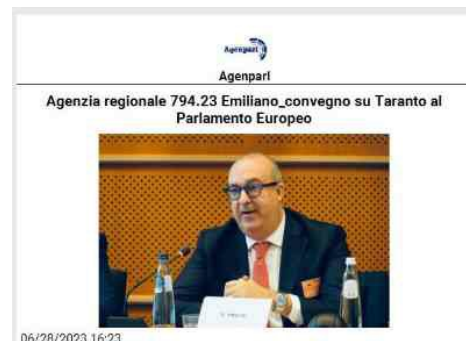 Agenparl
Agenparl
Agenzia regionale 794.23 Emiliano_convegno su Taranto al
Parlamento Europeo
06/28/2023 16:23